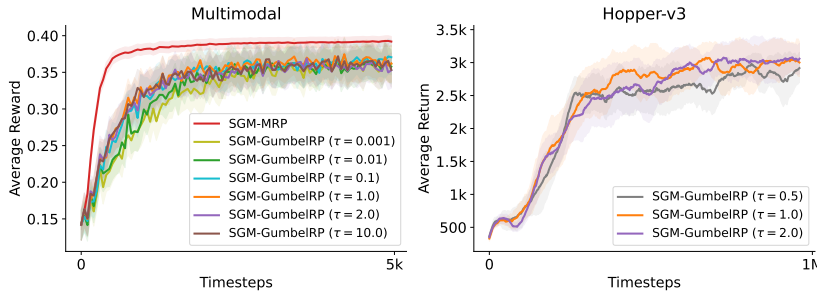 Multimodal
Average Reward
0.40
0.35
0.30
0.25
0.20
0.15
0
5k
Timesteps
SGM-MRP
SGM-GumbelRP (τ = 0.001)
SGM-GumbelRP (τ = 0.01)
SGM-GumbelRP (τ = 0.1)
SGM-GumbelRP (τ = 1.0)
SGM-GumbelRP (τ = 2.0)
SGM-GumbelRP (τ = 10.0)
Hopper-v3
Average Return
3.5k
3k
2.5k
2k
1.5k
1k
500
0
1M
Timesteps
SGM-GumbelRP (τ = 0.5)
SGM-GumbelRP (τ = 1.0)
SGM-GumbelRP (τ = 2.0)